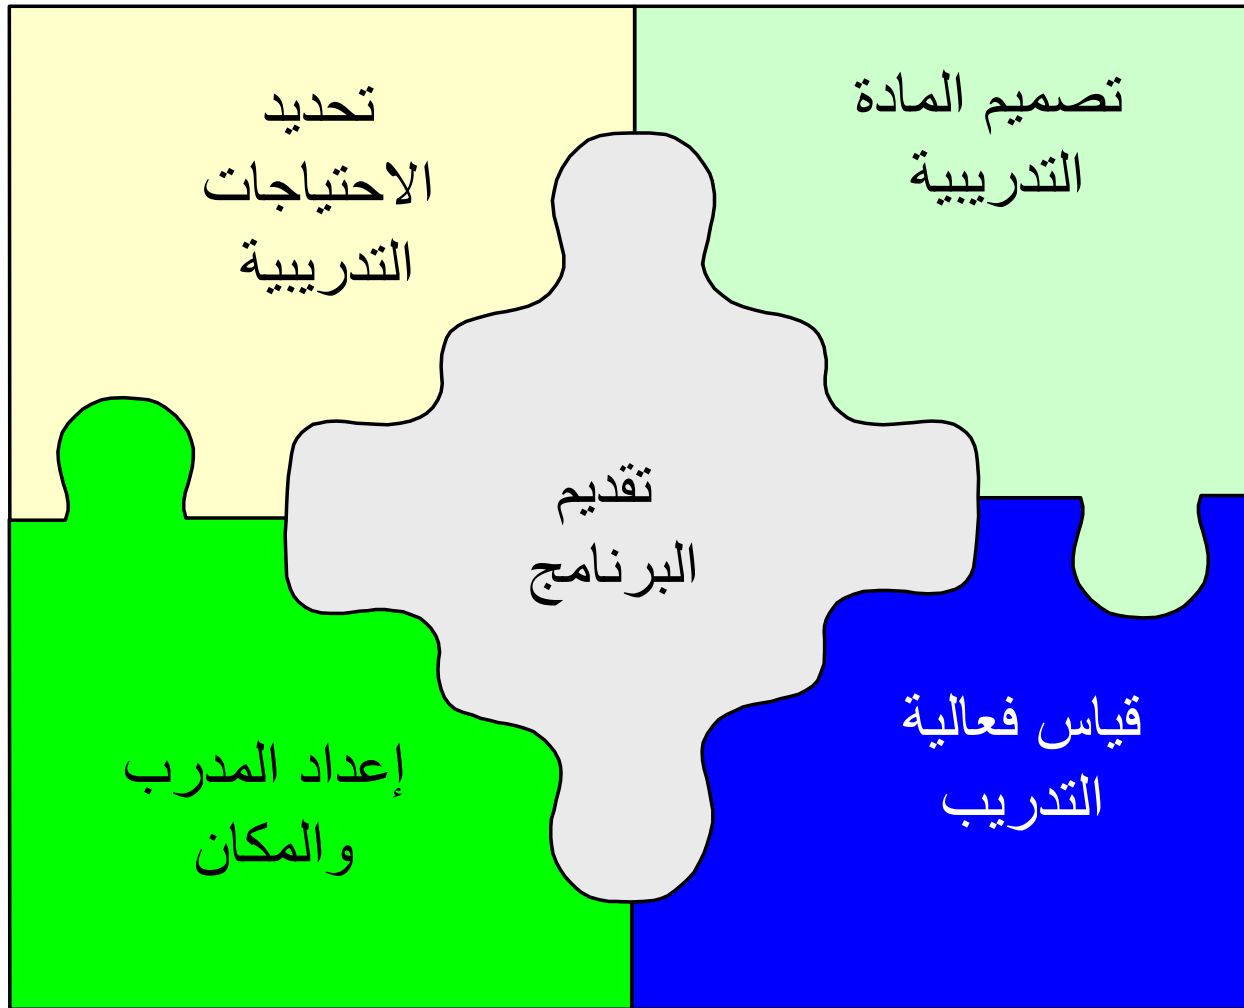 تصميم المادة
التدريبية
تحديد
الاحتياجات
التدريبية
تقديم
البرنامج
قياس فعالية
التدريب
إعداد المدرب
والمكان